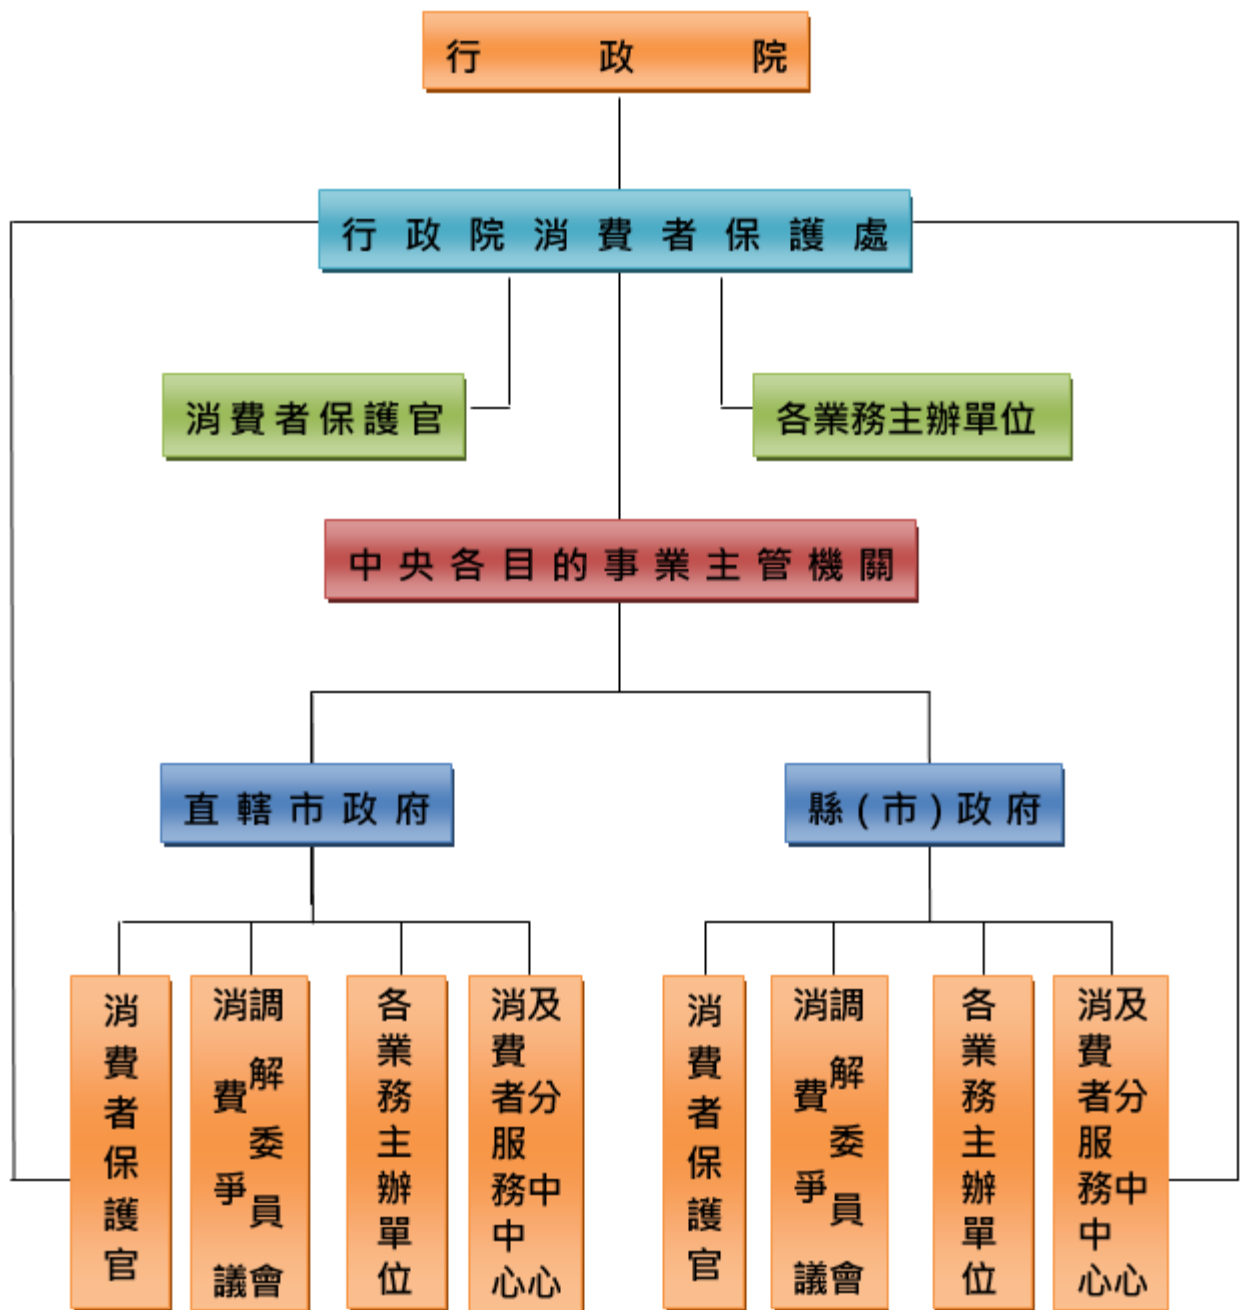 行政院
行政院消費者保護處
消費者保護官
各業務主辦單位
中央各目的事業主管機關
直轄市政府
縣(市)政府
消費者保護官
消費爭議
調解委員會
各業務主辦單位
消費者服務中心
及分中心
消費者保護官
消費爭議
調解委員會
各業務主辦單位
消費者服務中心
及分中心